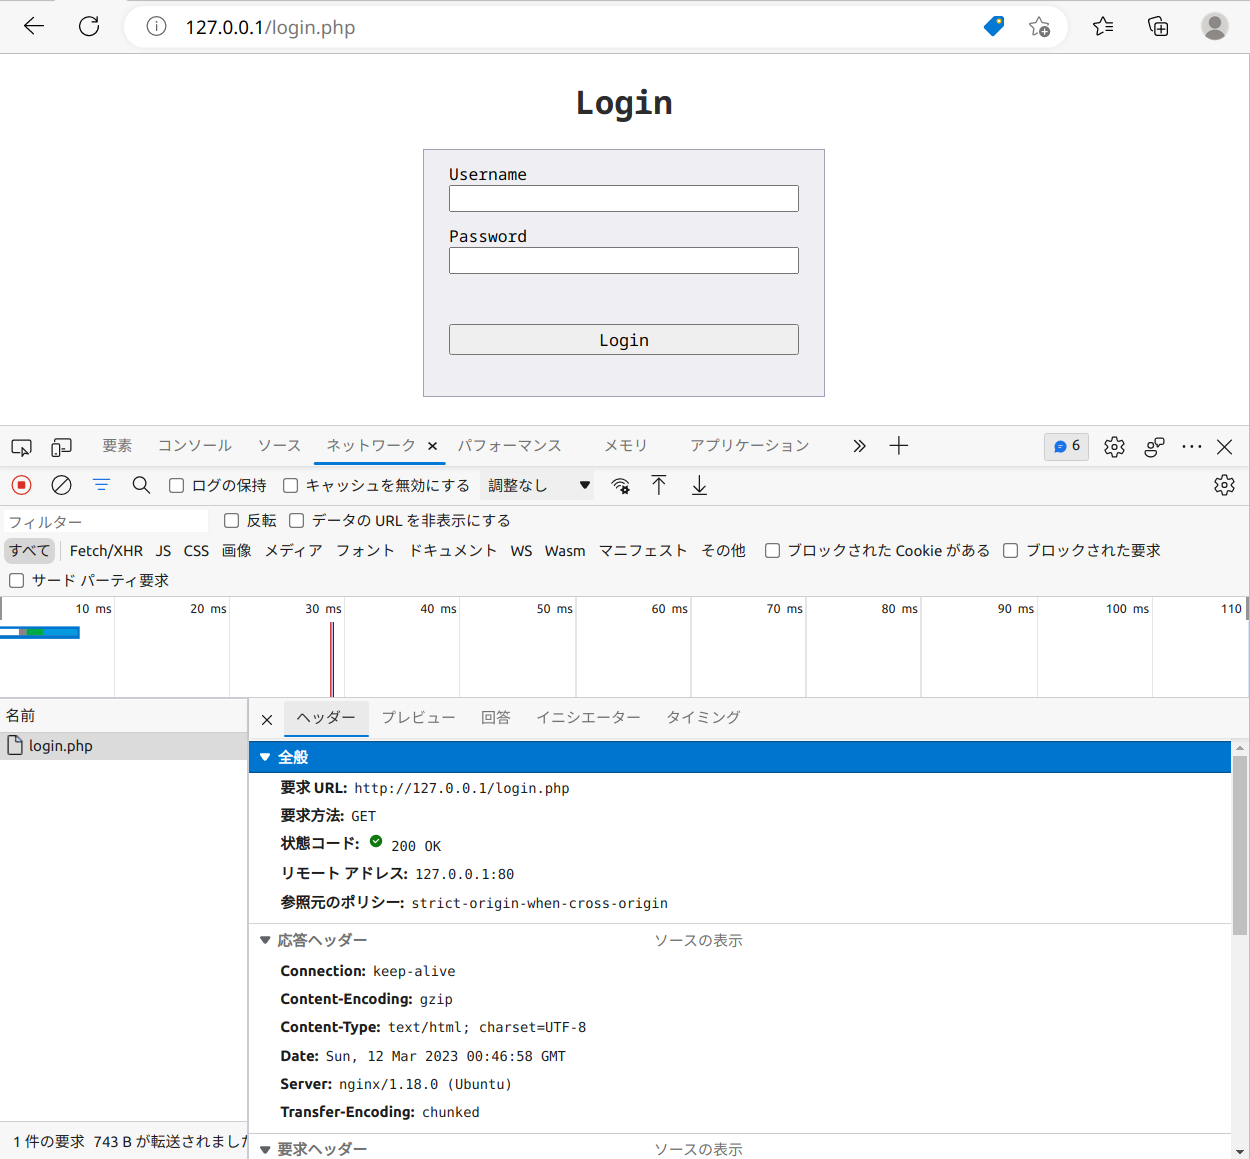 127.0.0.1/login.php
Login
Username
Password
Login
要素 コンソール ソース ネットワーク × パフォーマンス メモリ アプリケーション 6
ログの保持 キャッシュを無効にする 調整なし
フィルター 反転 データの URL を非表示にする
すべて Fetch/XHR JS CSS 画像 メディア フォント ドキュメント WS Wasm マニフェスト その他 ブロックされた Cookie がある ブロックされた要求
サード パーティ要求
10 ms 20 ms 30 ms 40 ms 50 ms 60 ms 70 ms 80 ms 90 ms 100 ms 110
名前
login.php
1 件の要求 743 B が転送されました
ヘッダー プレビュー 回答 イニシエーター タイミング
全般
要求 URL: http://127.0.0.1/login.php
要求方法: GET
状態コード: 200 OK
リモート アドレス: 127.0.0.1:80
参照元のポリシー: strict-origin-when-cross-origin
応答ヘッダー ソースの表示
Connection: keep-alive
Content-Encoding: gzip
Content-Type: text/html; charset=UTF-8
Date: Sun, 12 Mar 2023 00:46:58 GMT
Server: nginx/1.18.0 (Ubuntu)
Transfer-Encoding: chunked
要求ヘッダー ソースの表示